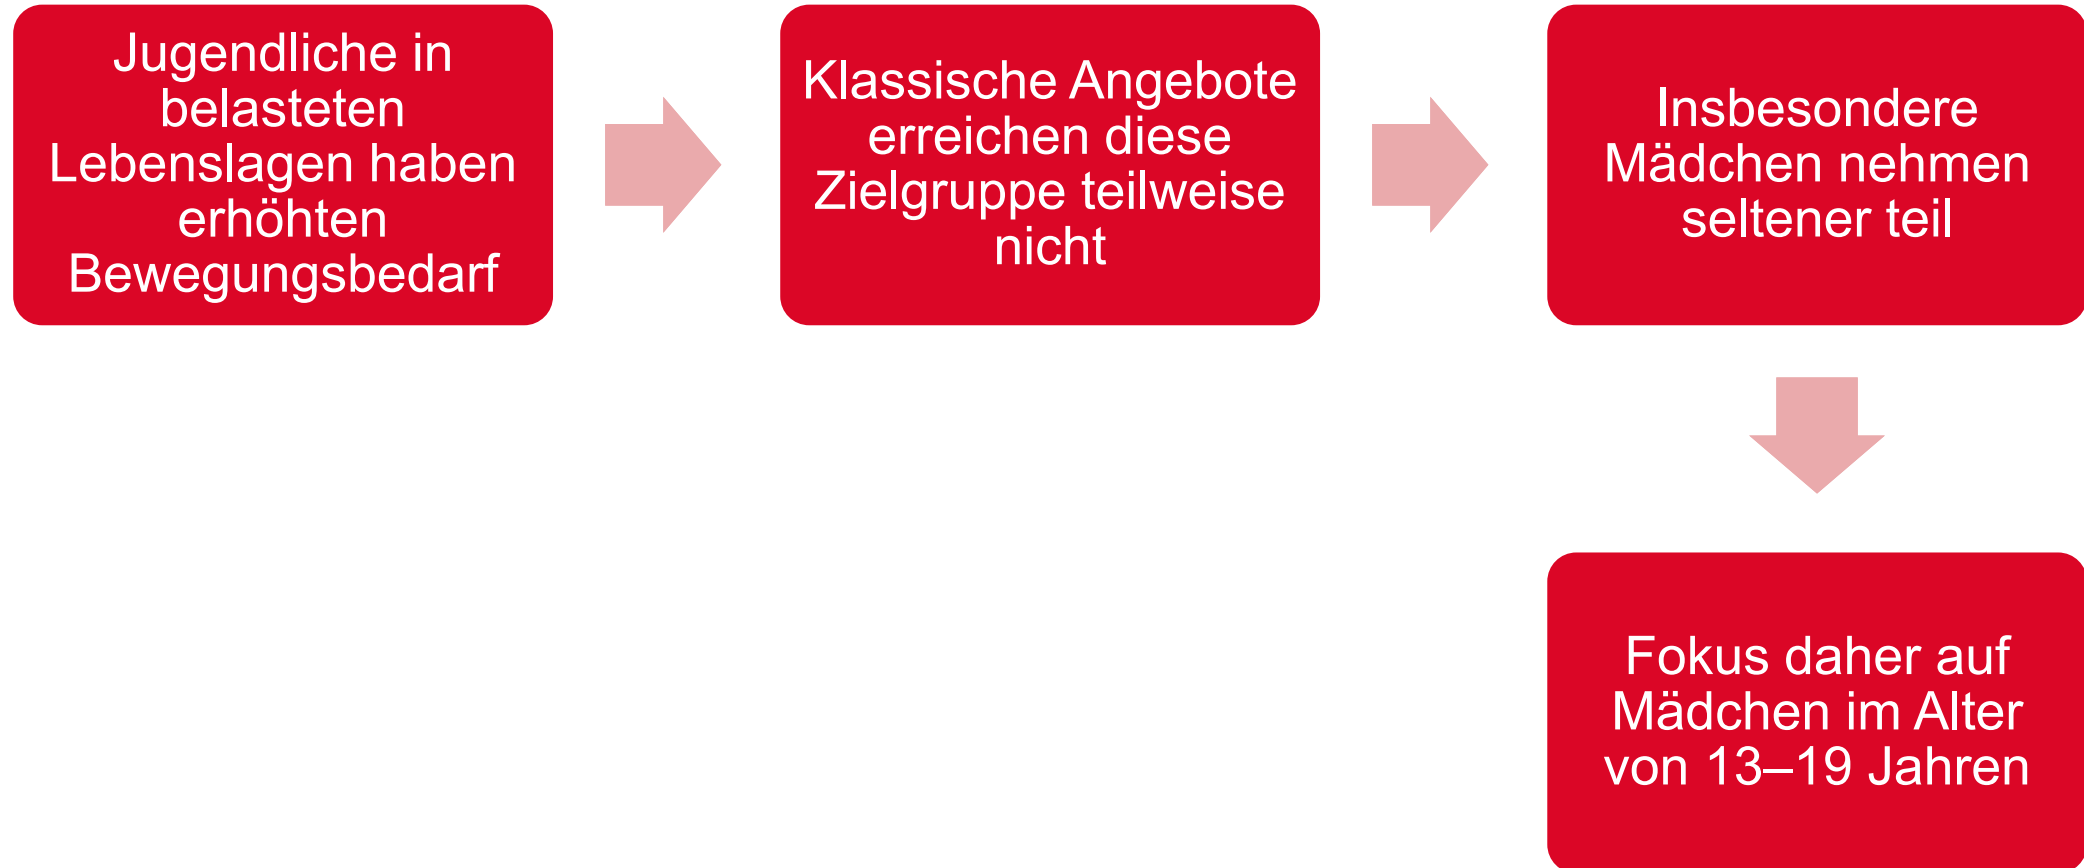 Jugendliche in
belasteten
Lebenslagen haben
erhöhten
Bewegungsbedarf
Klassische Angebote
erreichen diese
Zielgruppe teilweise
nicht
Insbesondere
Mädchen nehmen
seltener teil
Fokus daher auf
Mädchen im Alter
von 13–19 Jahren